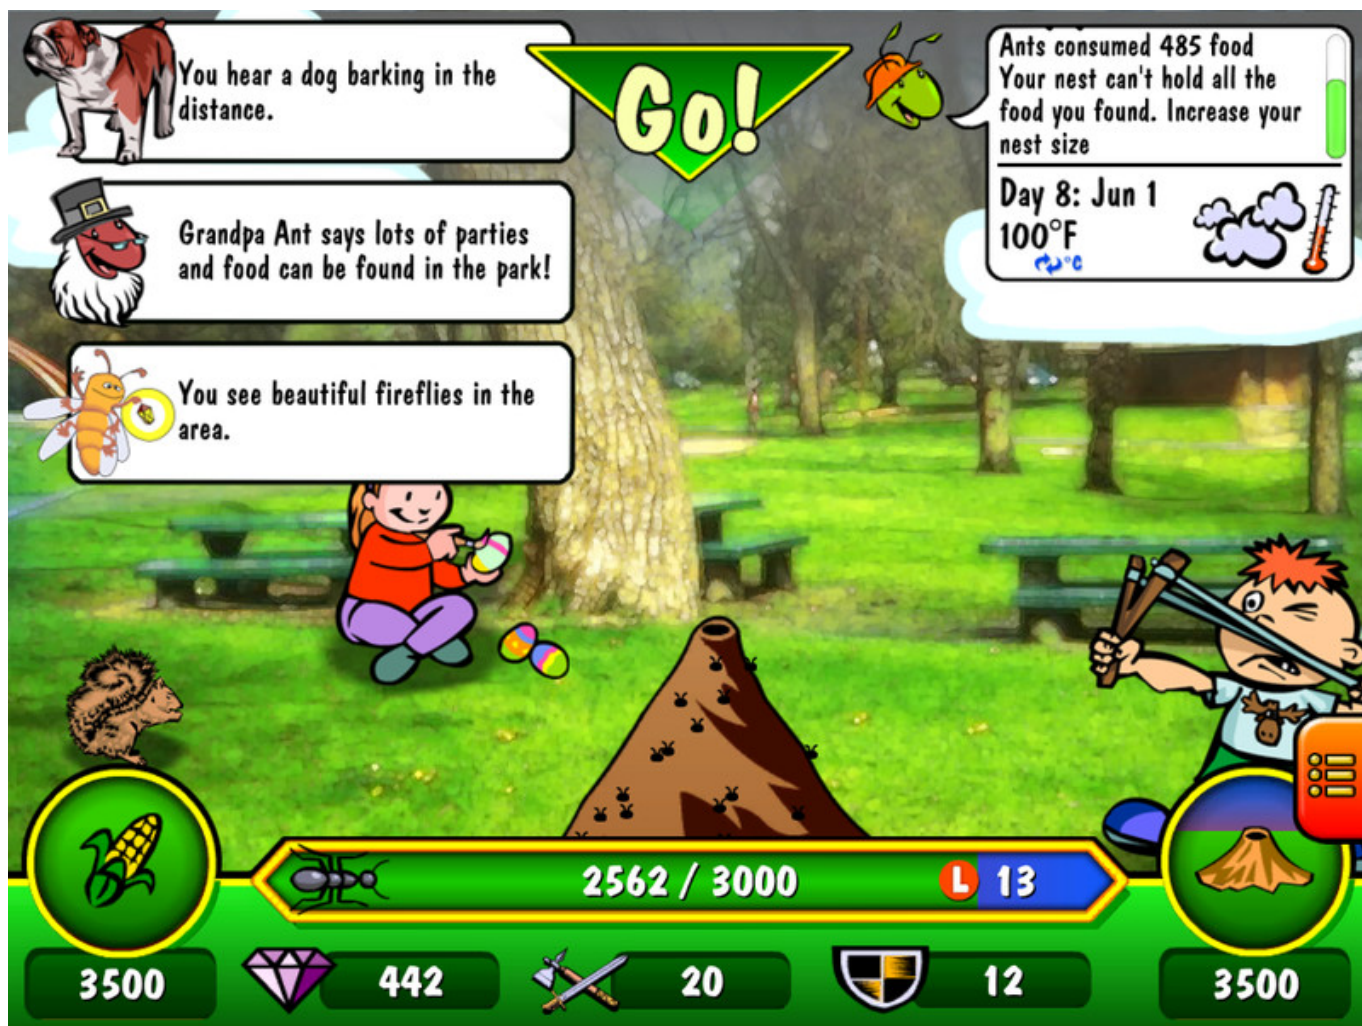 You hear a dog barking in the
distance.
Go!
Ants consumed 485 food
Your nest can't hold all the
food you found. Increase your
nest size
Day 8: Jun 1
100°F
°C
Grandpa Ant says lots of parties
and food can be found in the park!
You see beautiful fireflies in the
area.
2562 / 3000
L 13
3500
442
20
12
3500